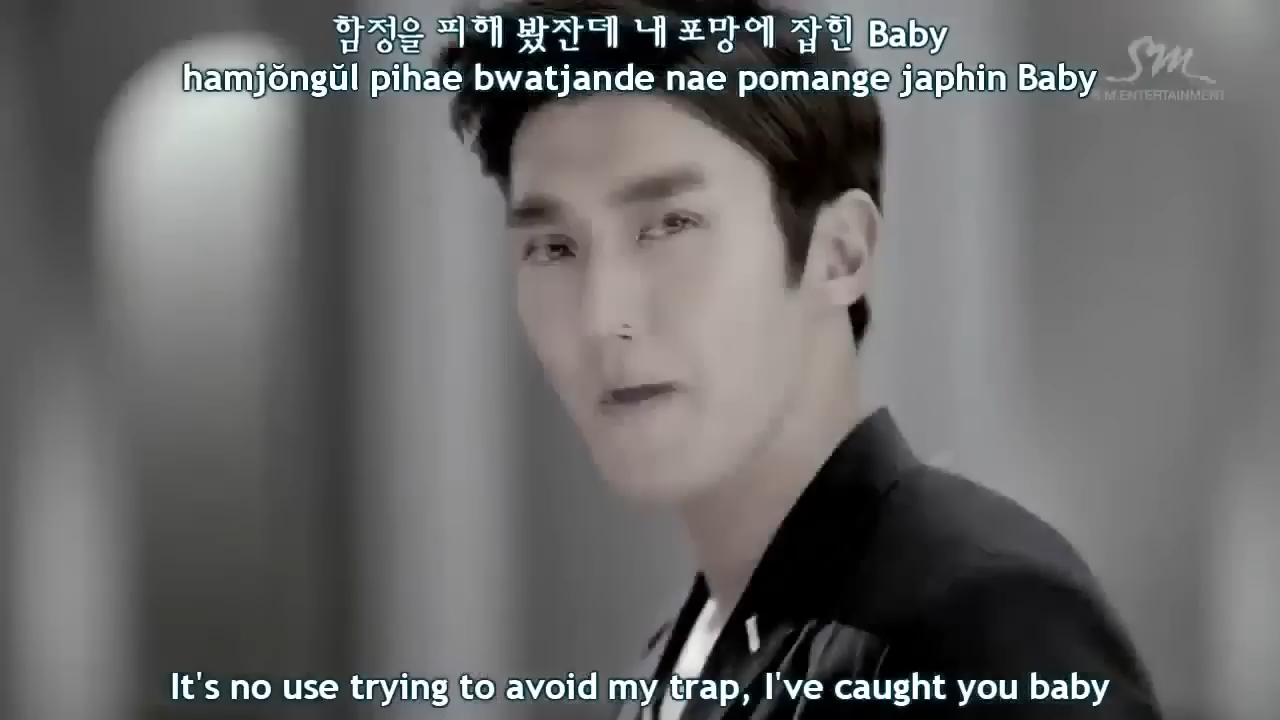 함정을 피해 봤잔데 내 포망에 잡힌 Baby
hamjŏngŭl pihae bwatjande nae pomange japhin Baby
SM
S.M.ENTERTAINMENT
It's no use trying to avoid my trap, I've caught you baby